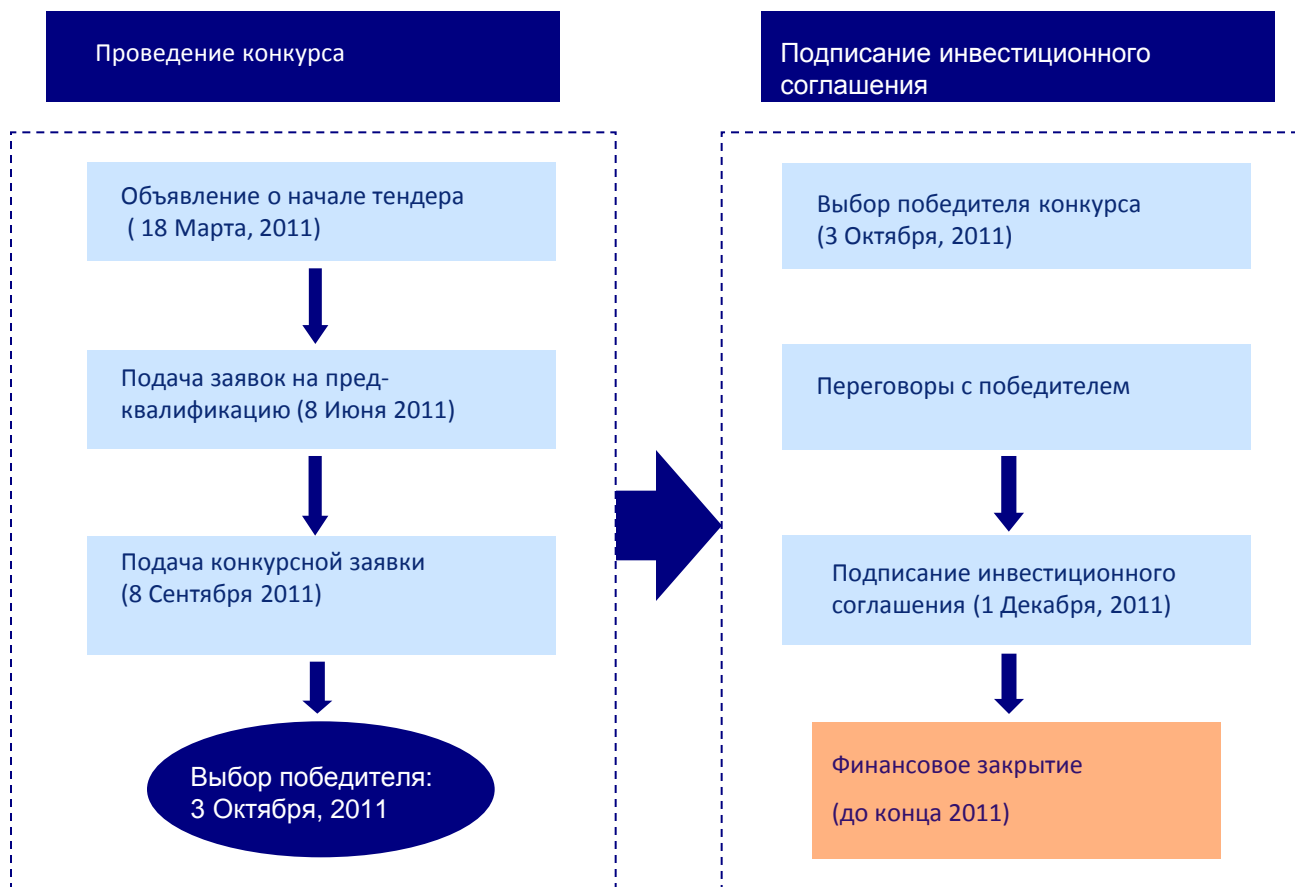 Проведение конкурса
Объявление о начале тендера
( 18 Марта, 2011)
Подача заявок на пред-
квалификацию (8 Июня 2011)
Подача конкурсной заявки
(8 Сентября 2011)
Выбор победителя:
3 Октября, 2011
Подписание инвестиционного
соглашения
Выбор победителя конкурса
(3 Октября, 2011)
Переговоры с победителем
Подписание инвестиционного
соглашения (1 Декабря, 2011)
Финансовое закрытие
(до конца 2011)